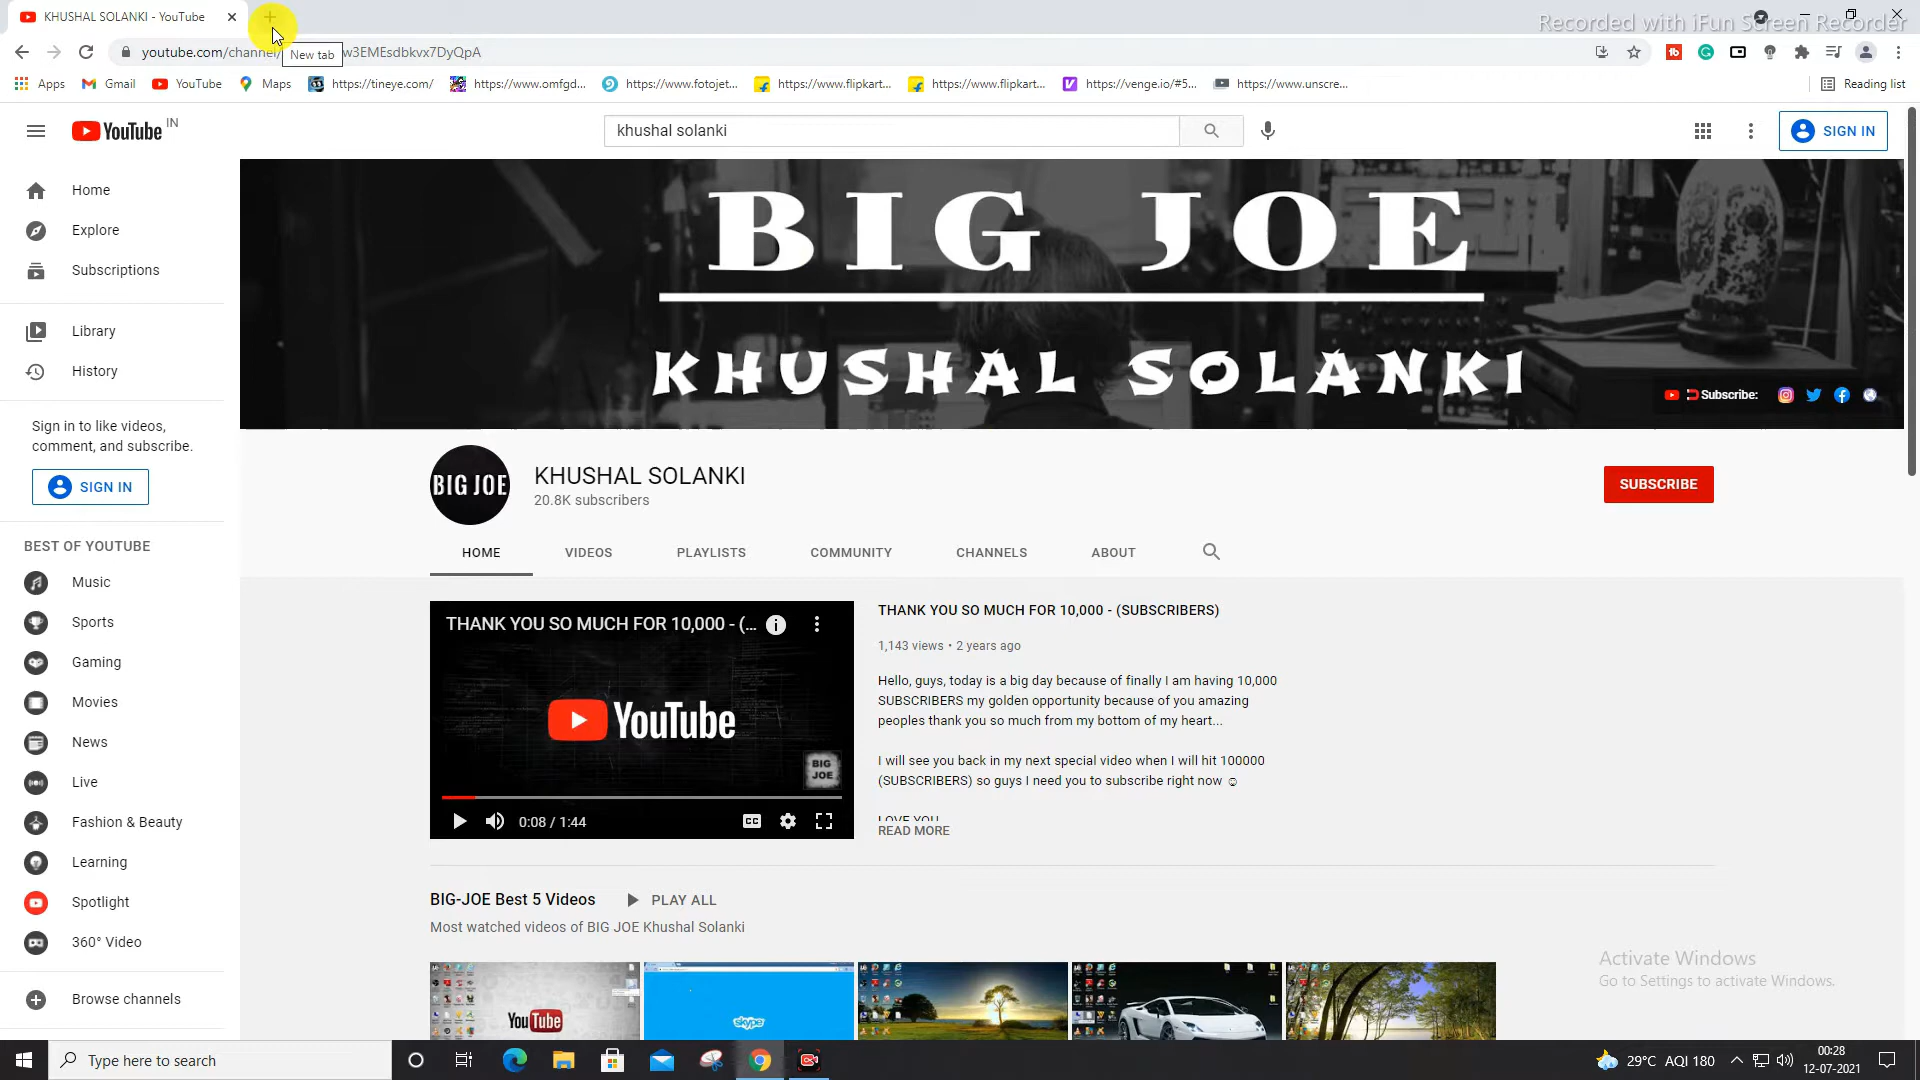 KHUSHAL SOLANKI - YouTube
Recorded with iFun Screen Recorder
youtube.com/channel/
w3EMEsdbkvx7DyQpA
New tab
Apps
Gmail
YouTube
Maps
https://tineye.com/
https://www.omfgd...
https://www.fotojet...
https://www.flipkart...
https://www.flipkart...
https://venge.io/#5...
https://www.unscre...
Reading list
YouTube IN
khushal solanki
SIGN IN
Home
Explore
Subscriptions
Library
History
Sign in to like videos,
comment, and subscribe.
SIGN IN
BEST OF YOUTUBE
Music
Sports
Gaming
Movies
News
Live
Fashion & Beauty
Learning
Spotlight
360° Video
Browse channels
BIG JOE
KHUSHAL SOLANKI
Subscribe:
BIG JOE
KHUSHAL SOLANKI
20.8K subscribers
SUBSCRIBE
HOME
VIDEOS
PLAYLISTS
COMMUNITY
CHANNELS
ABOUT
THANK YOU SO MUCH FOR 10,000 - (...
YouTube
BIG
JOE
0:08 / 1:44
CC
THANK YOU SO MUCH FOR 10,000 - (SUBSCRIBERS)
1,143 views • 2 years ago
Hello, guys, today is a big day because of finally I am having 10,000
SUBSCRIBERS my golden opportunity because of you amazing
peoples thank you so much from my bottom of my heart...
I will see you back in my next special video when I will hit 100000
(SUBSCRIBERS) so guys I need you to subscribe right now ☺
LOVE YOU
READ MORE
BIG-JOE Best 5 Videos
PLAY ALL
Most watched videos of BIG JOE Khushal Solanki
YouTube
skype
Activate Windows
Go to Settings to activate Windows.
Type here to search
29°C AQI 180
00:28
12-07-2021